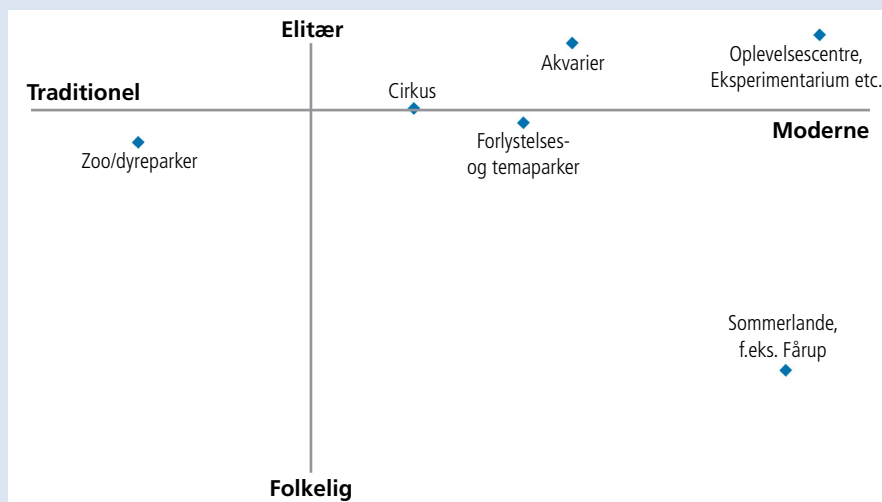 Elitær
Akvarier
Oplevelsescentre,
Eksperimentarium etc.
Traditionel
Cirkus
Moderne
Zoo/dyreparker
Forlystelses-
og temaparker
Sommerlande,
f.eks. Fårup
Folkelig